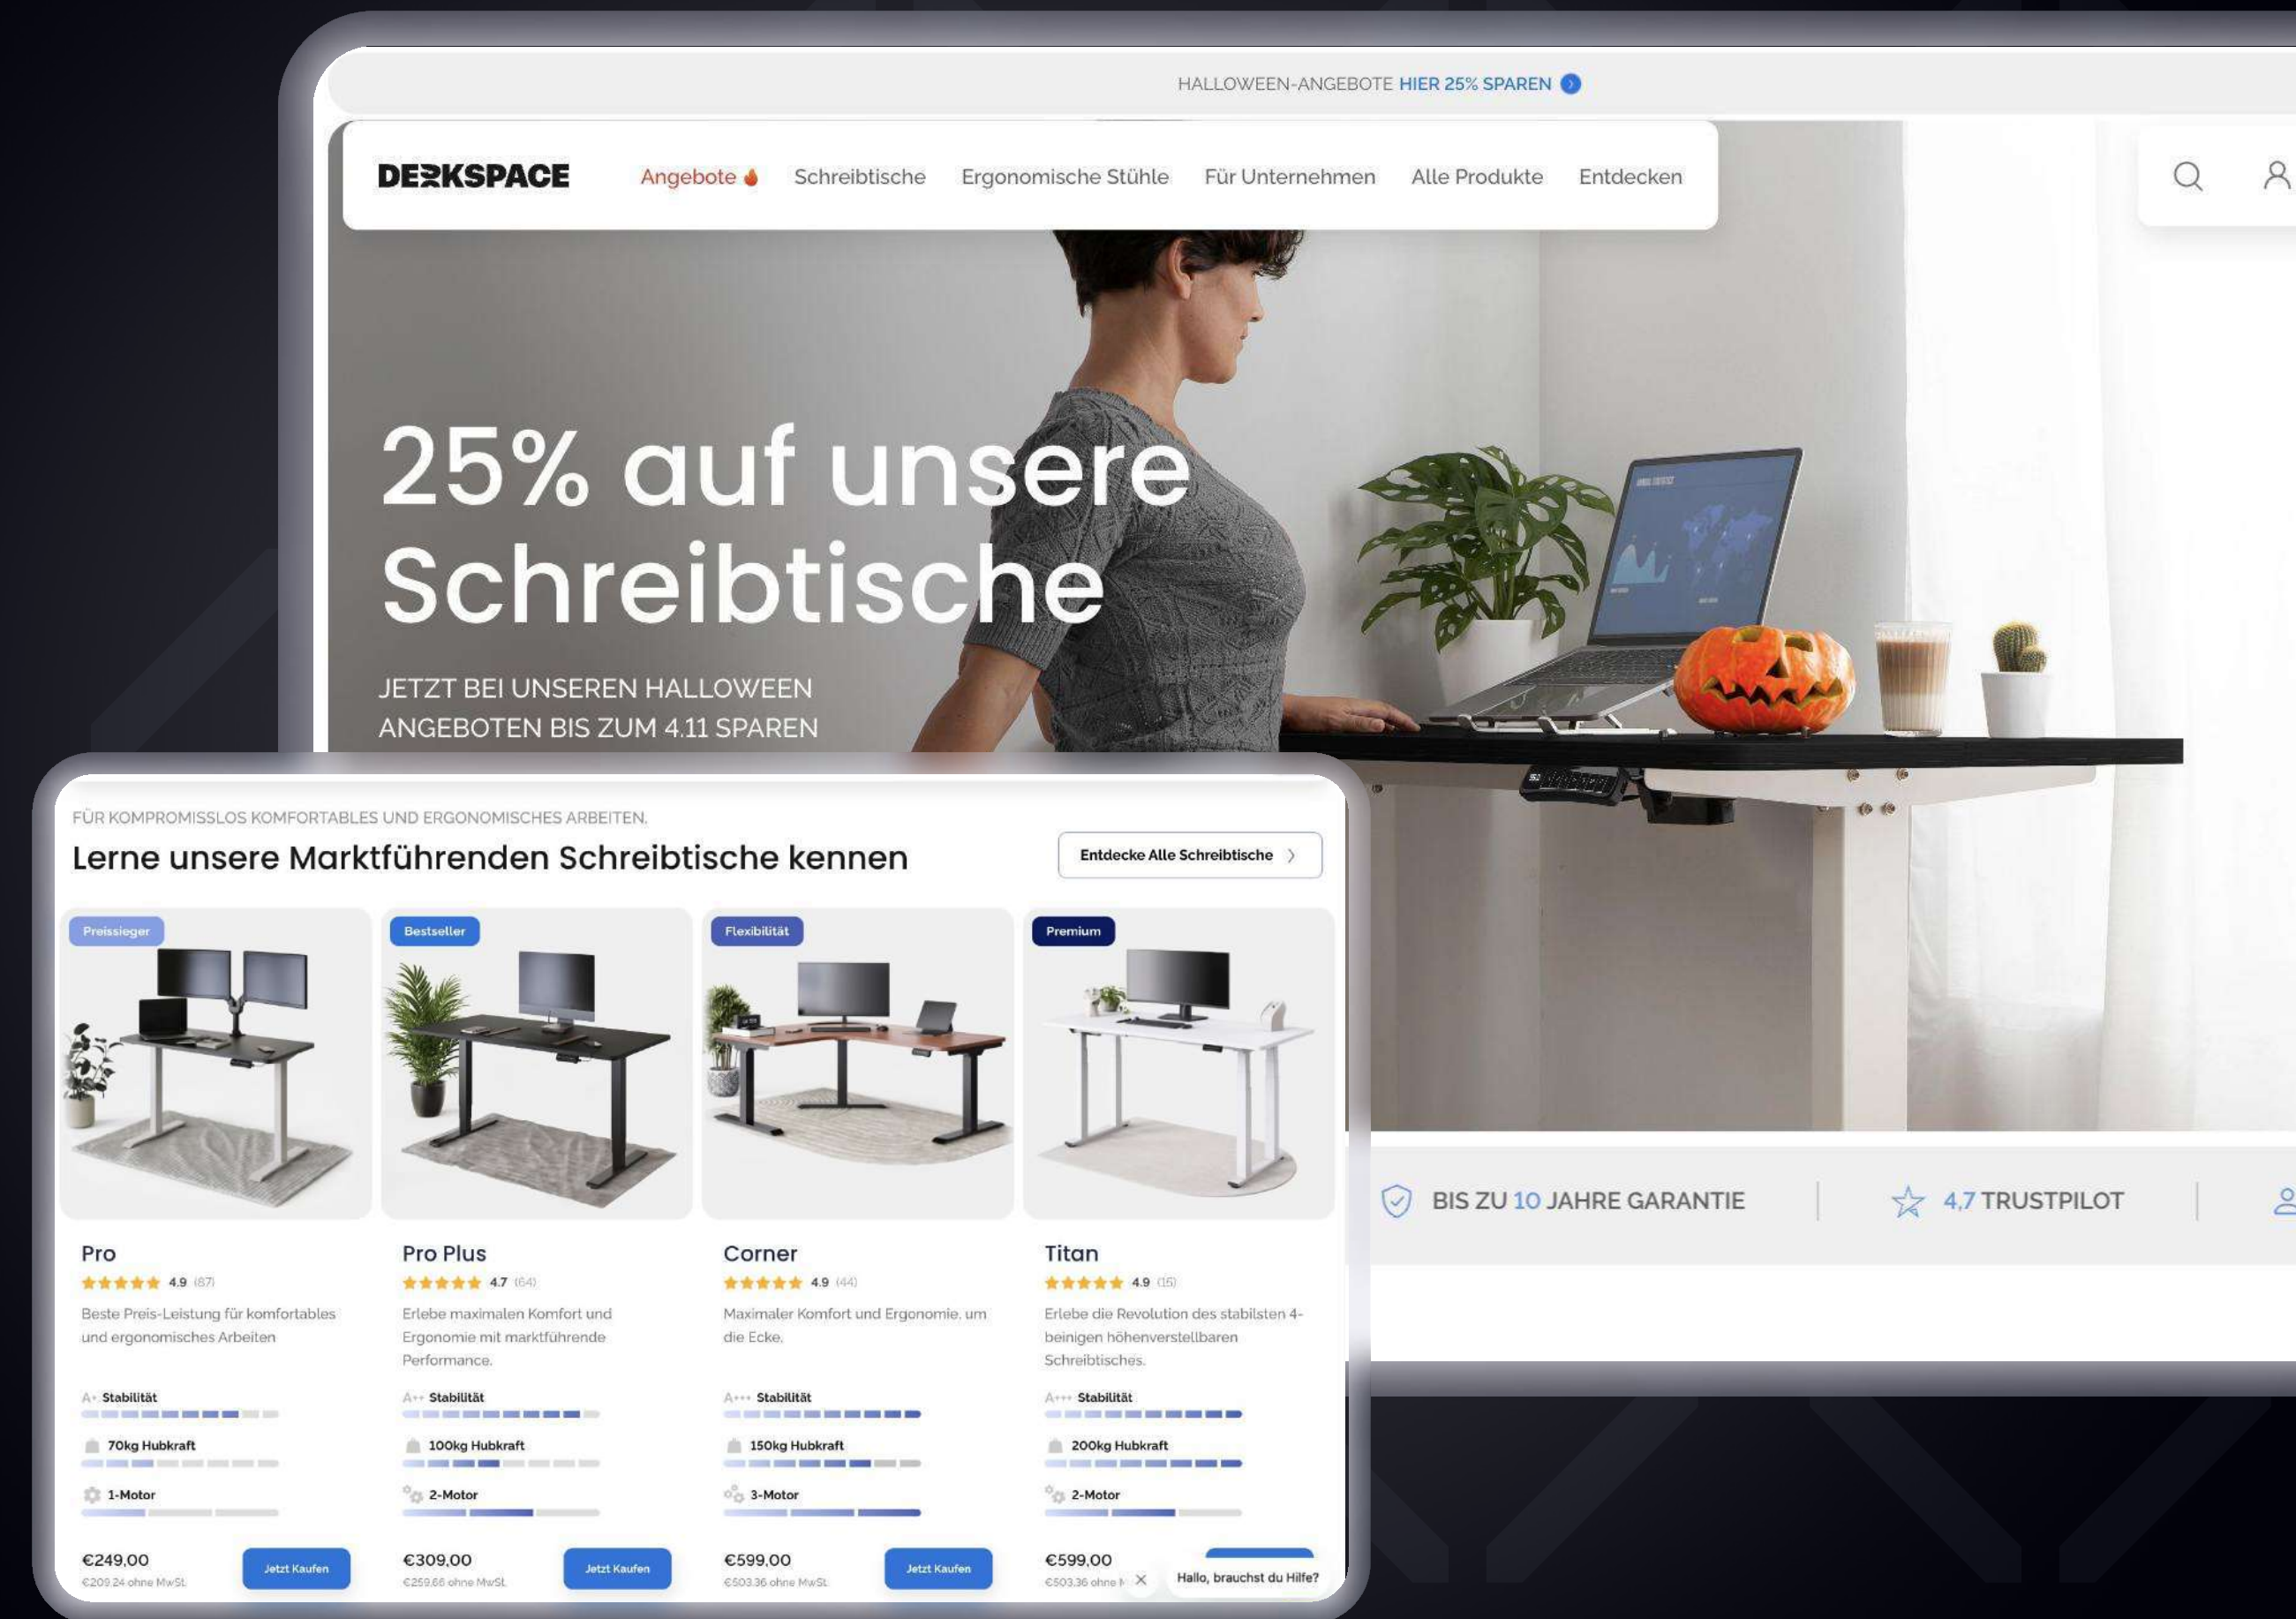 HALLOWEEN-ANGEBOTE HIER 25% SPAREN
DESKSPACE
Angebote
Schreibtische
Ergonomische Stühle
Für Unternehmen
Alle Produkte
Entdecken
25% auf unsere
Schreibtische
JETZT BEI UNSEREN HALLOWEEN
ANGEBOTEN BIS ZUM 4.11 SPAREN
BIS ZU 10 JAHRE GARANTIE
4,7 TRUSTPILOT
FÜR KOMPROMISSLOS KOMFORTABLES UND ERGONOMISCHES ARBEITEN.
Lerne unsere Marktführenden Schreibtische kennen
Entdecke Alle Schreibtische
Preissieger
Pro
4.9 (87)
Beste Preis-Leistung für komfortables
und ergonomisches Arbeiten
A+ Stabilität
70kg Hubkraft
1-Motor
€249,00
€209.24 ohne MwSt.
Jetzt Kaufen
Bestseller
Pro Plus
4.7 (64)
Erlebe maximalen Komfort und
Ergonomie mit marktführende
Performance.
A++ Stabilität
100kg Hubkraft
2-Motor
€309,00
€259.66 ohne MwSt.
Jetzt Kaufen
Flexibilität
Corner
4.9 (44)
Maximaler Komfort und Ergonomie, um
die Ecke.
A+++ Stabilität
150kg Hubkraft
3-Motor
€599,00
€503.36 ohne MwSt.
Jetzt Kaufen
Premium
Titan
4.9 (15)
Erlebe die Revolution des stabilsten 4-
beinigen höhenverstellbaren
Schreibtisches.
A+++ Stabilität
200kg Hubkraft
2-Motor
€599,00
€503.36 ohne
Hallo, brauchst du Hilfe?